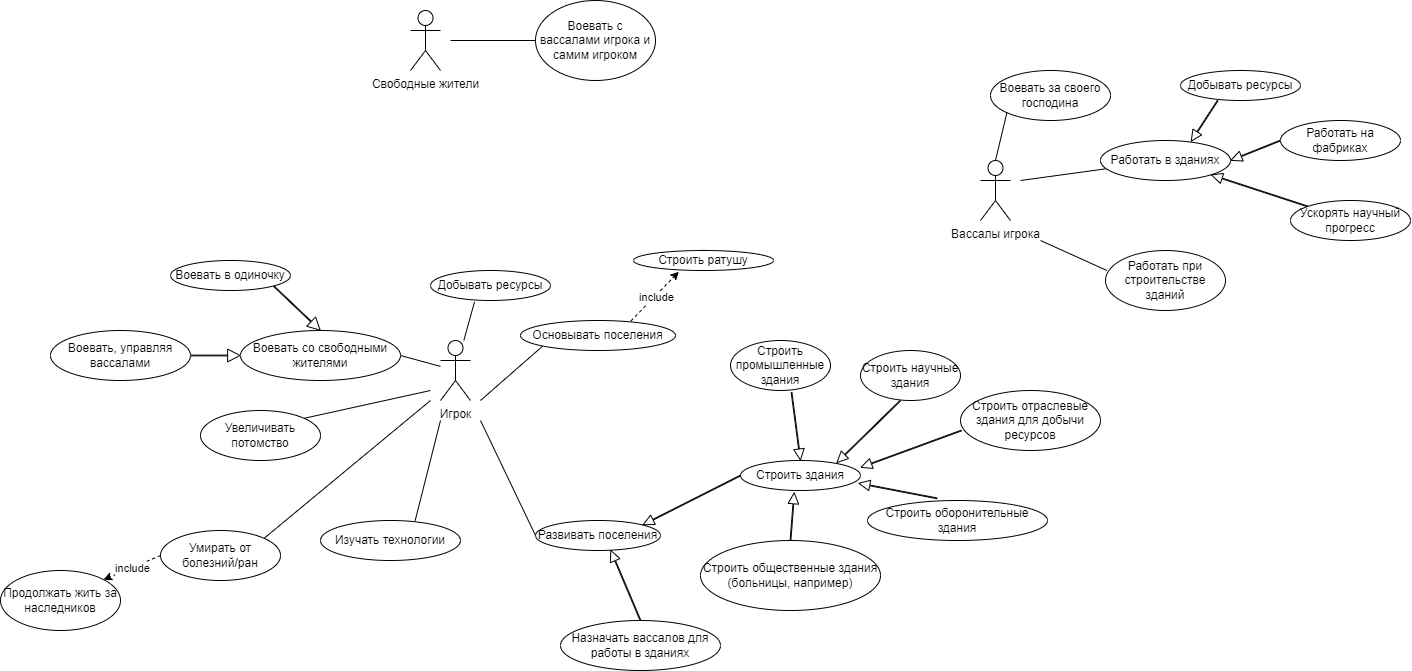 Воевать с
вассалами игрока и
самим игроком
Свободные жители
Воевать за своего
господина
Добывать ресурсы
Работать на
фабриках
Работать в зданиях
Ускорять научный
прогресс
Вассалы игрока
Работать при
строительстве
зданий
Строить ратушу
include
Воевать в одиночку
Добывать ресурсы
Основывать поселения
Воевать, управляя
вассалами
Воевать со свободными
жителями
Игрок
Увеличивать
потомство
Строить
промышленные
здания
Строить научные
здания
Строить отраслевые
здания для добычи
ресурсов
Строить здания
Строить оборонительные
здания
Изучать технологии
Развивать поселения
Умирать от
болезний/ран
include
Продолжать жить за
наследников
Строить общественные здания
(больницы, например)
Назначать вассалов для
работы в зданиях